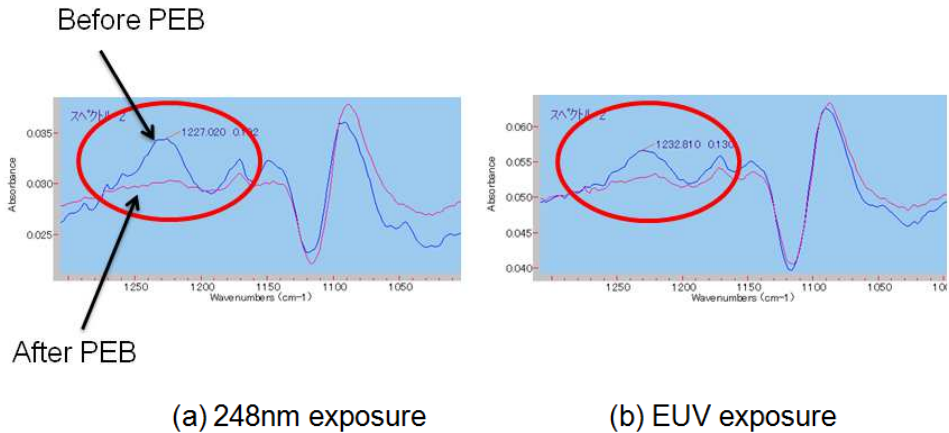 Before PEB
スペクトル 2
1227.020 0.132
0.035
0.030
0.025
Absorbance
1250 1200 1150 1100 1050
Wavenumbers (cm-1)
After PEB
(a) 248nm exposure
スペクトル 2
1232.810 0.130
0.060
0.055
0.050
0.045
0.040
Absorbance
1250 1200 1150 1100 1050
Wavenumbers (cm-1)
(b) EUV exposure